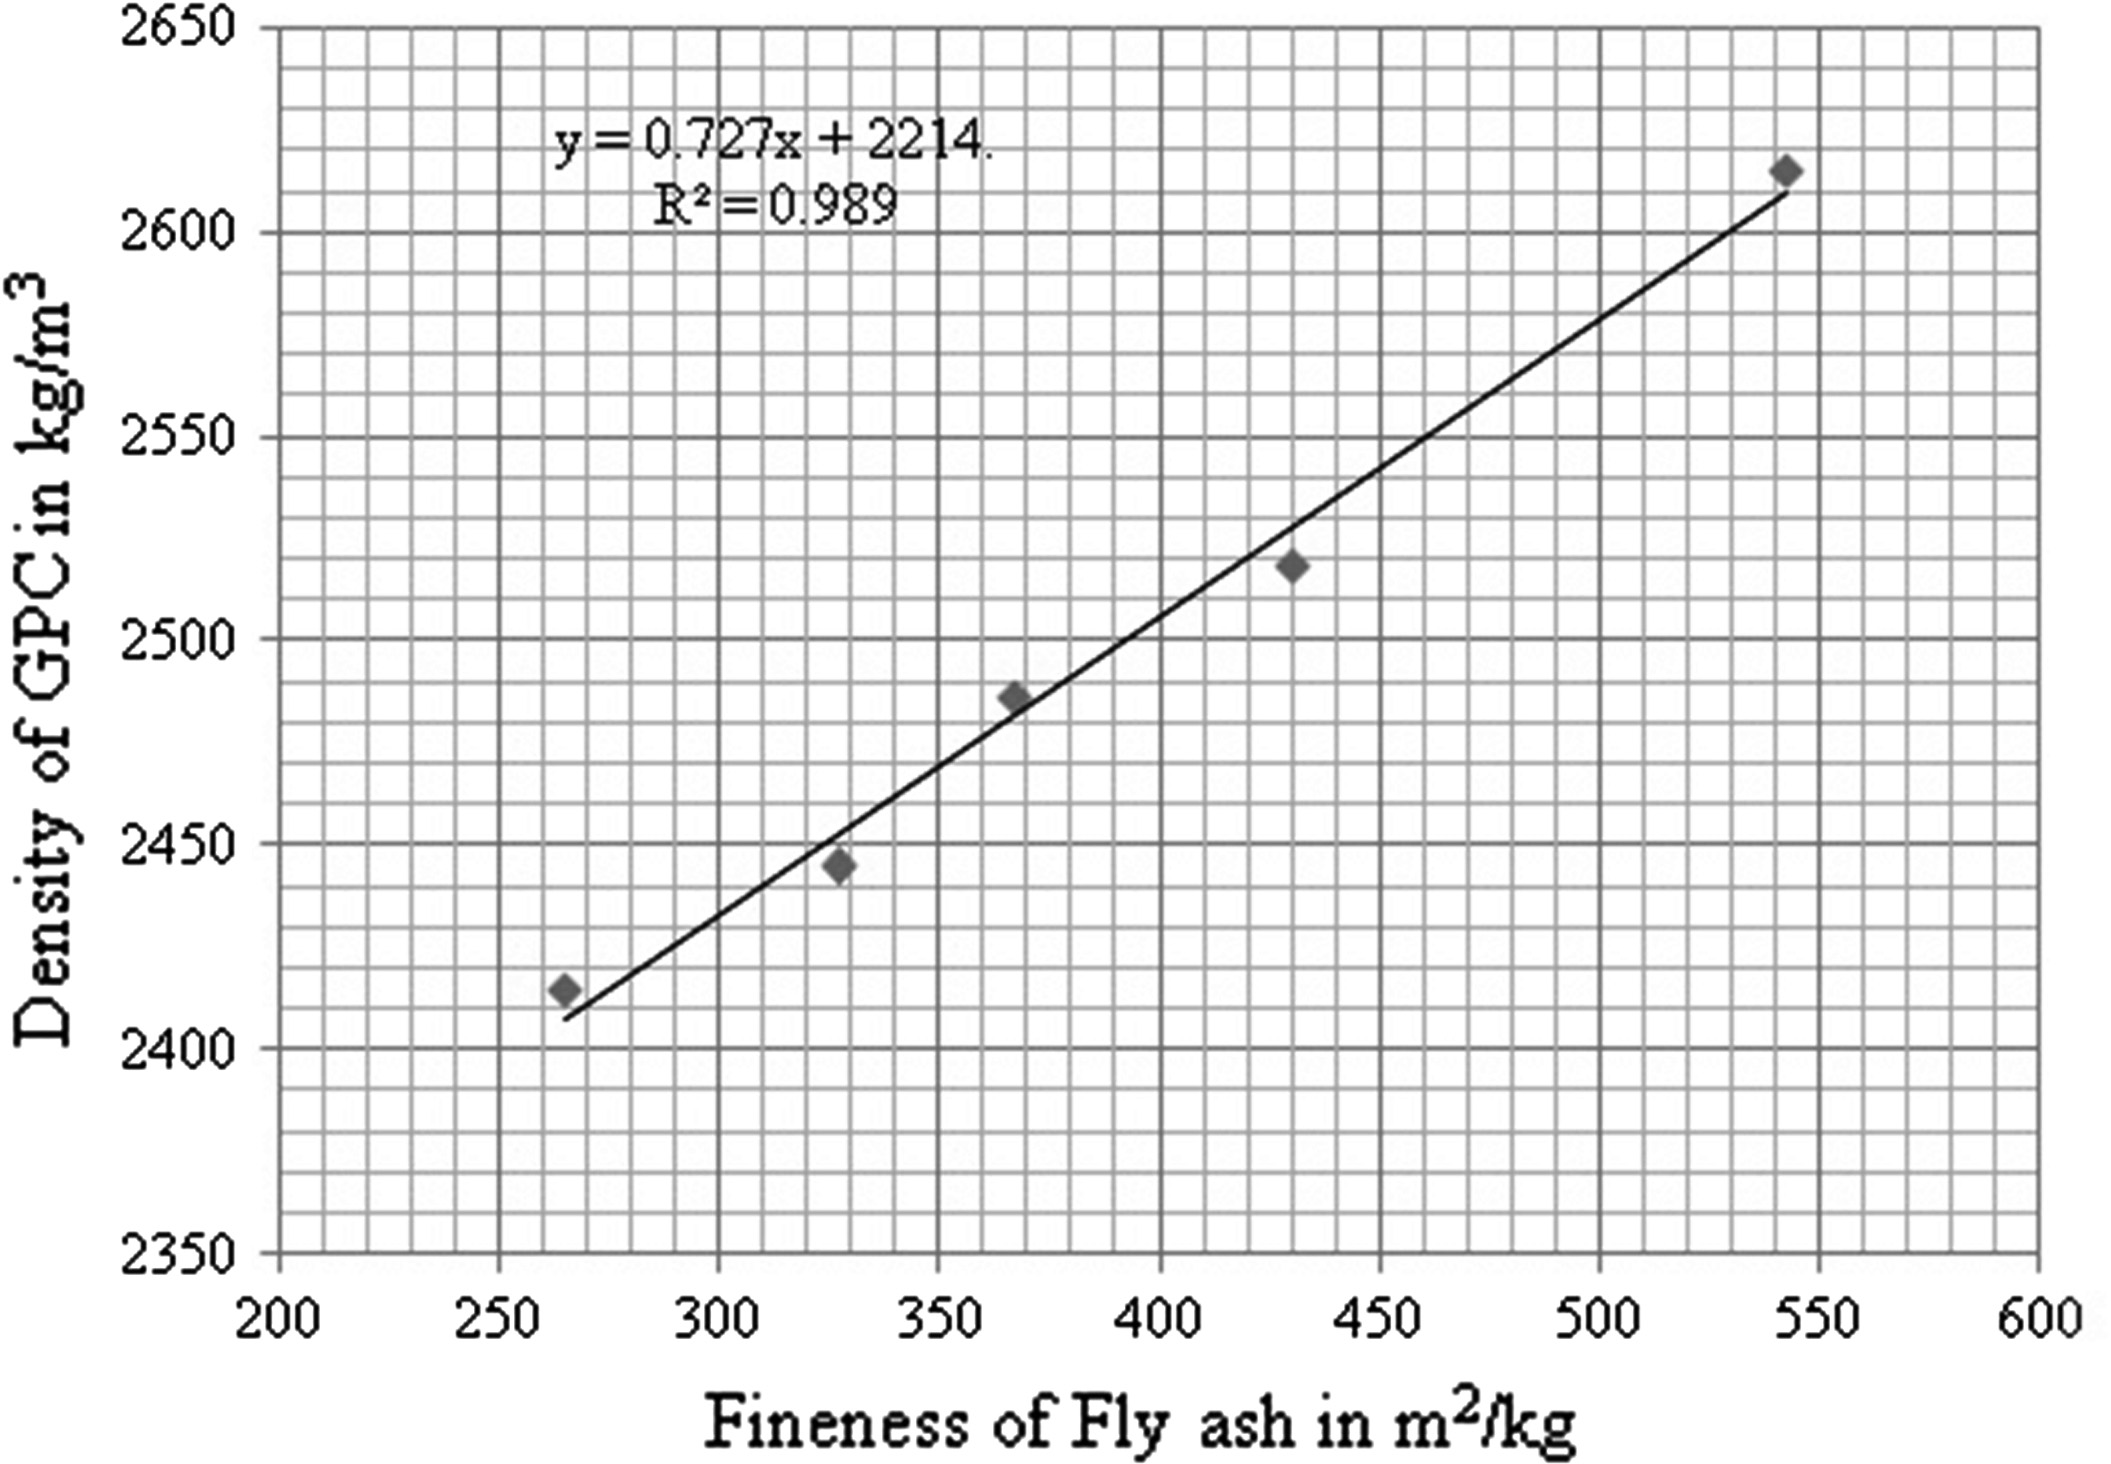 2650
2600
2550
2500
2450
2400
2350
y = 0.727x + 2214.
R² = 0.989
200 250 300 350 400 450 500 550 600
Density of GPC in kg/m³
Fineness of Fly ash in m²/kg